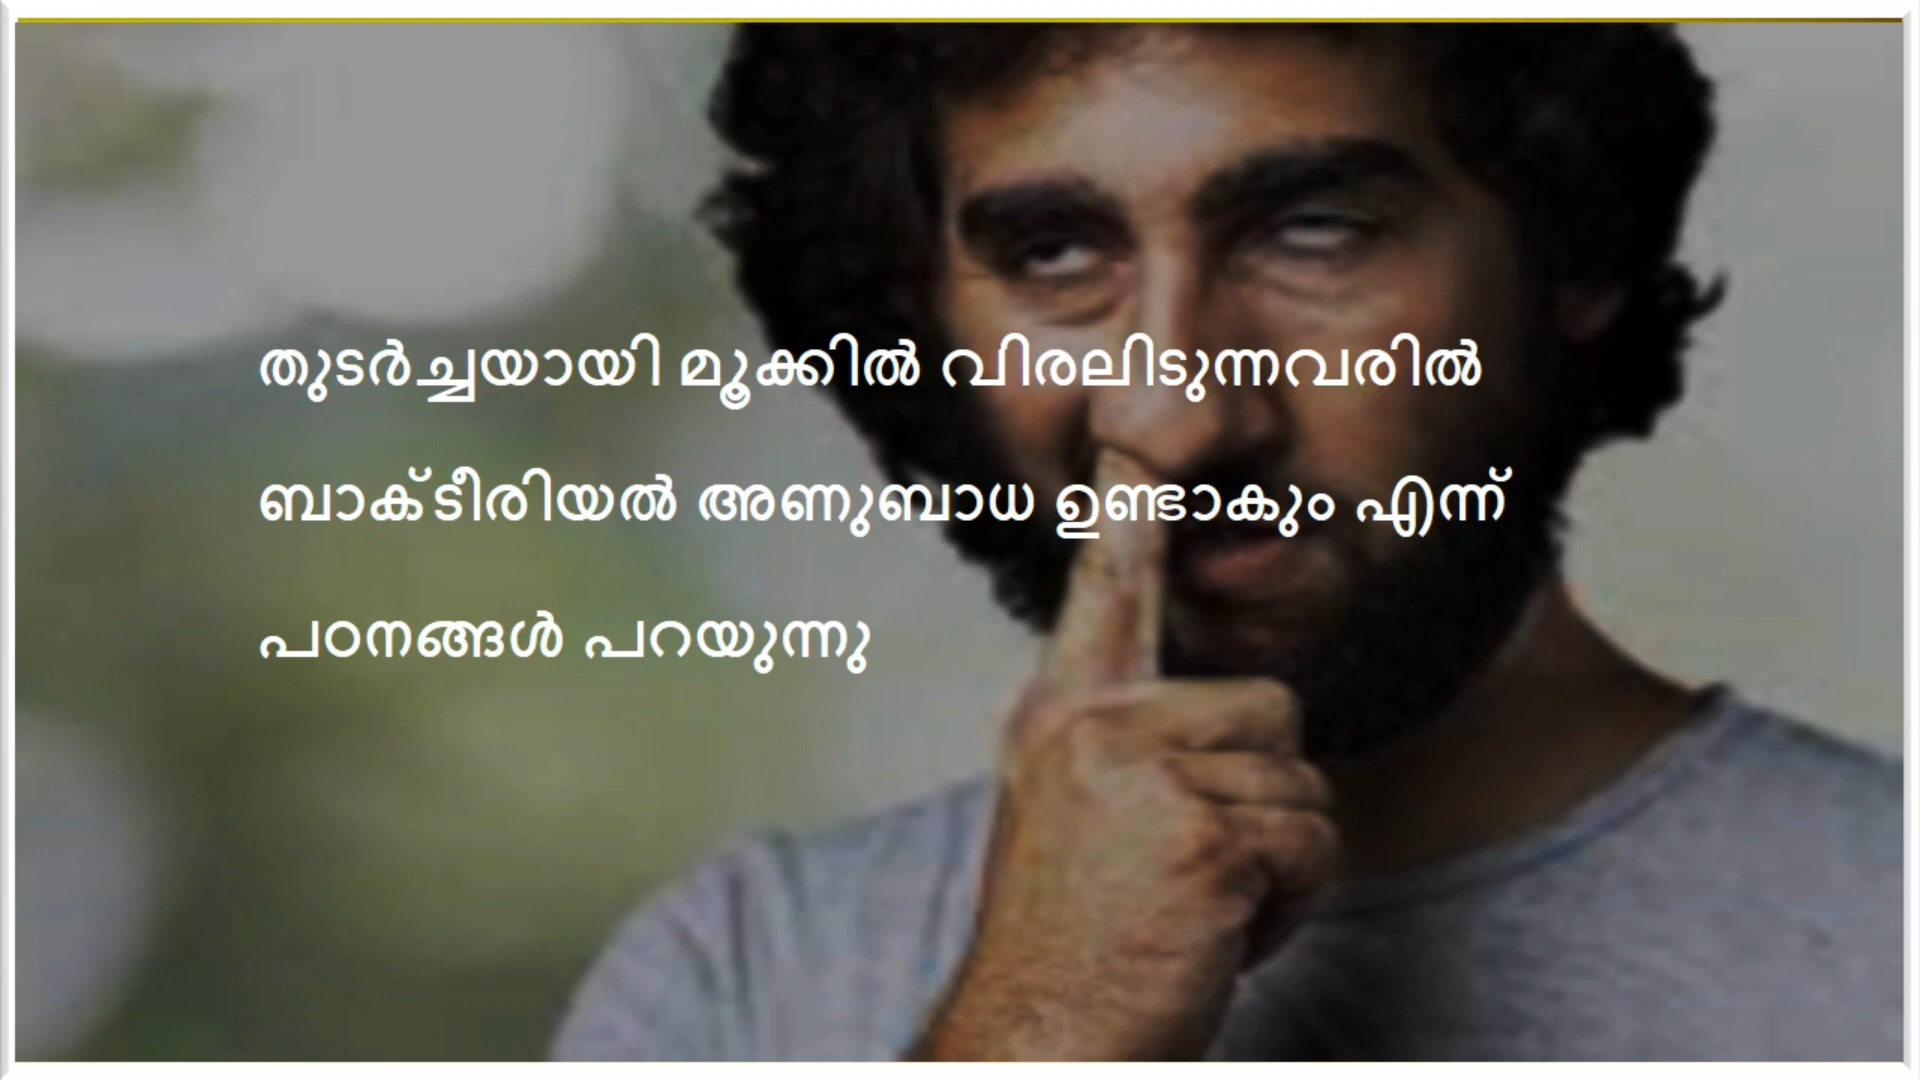 തുടർച്ചയായി മൂക്കിൽ വിരലിടുന്നവരിൽ
ബാക്ടീരിയൽ അണുബാധ ഉണ്ടാകും എന്ന്
പഠനങ്ങൾ പറയുന്നു